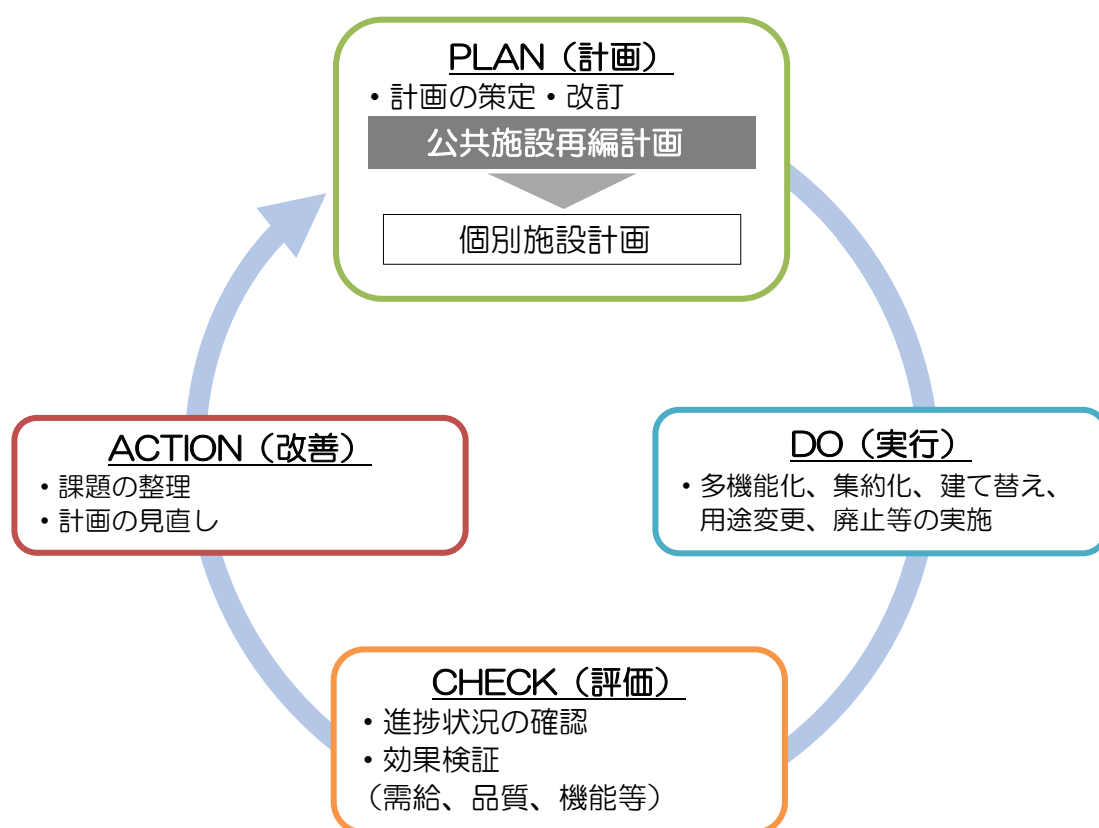 PLAN（計画）
・計画の策定・改訂
公共施設再編計画
個別施設計画
ACTION（改善）
・課題の整理
・計画の見直し
DO（実行）
・多機能化、集約化、建て替え、
用途変更、廃止等の実施
CHECK（評価）
・進捗状況の確認
・効果検証
（需給、品質、機能等）